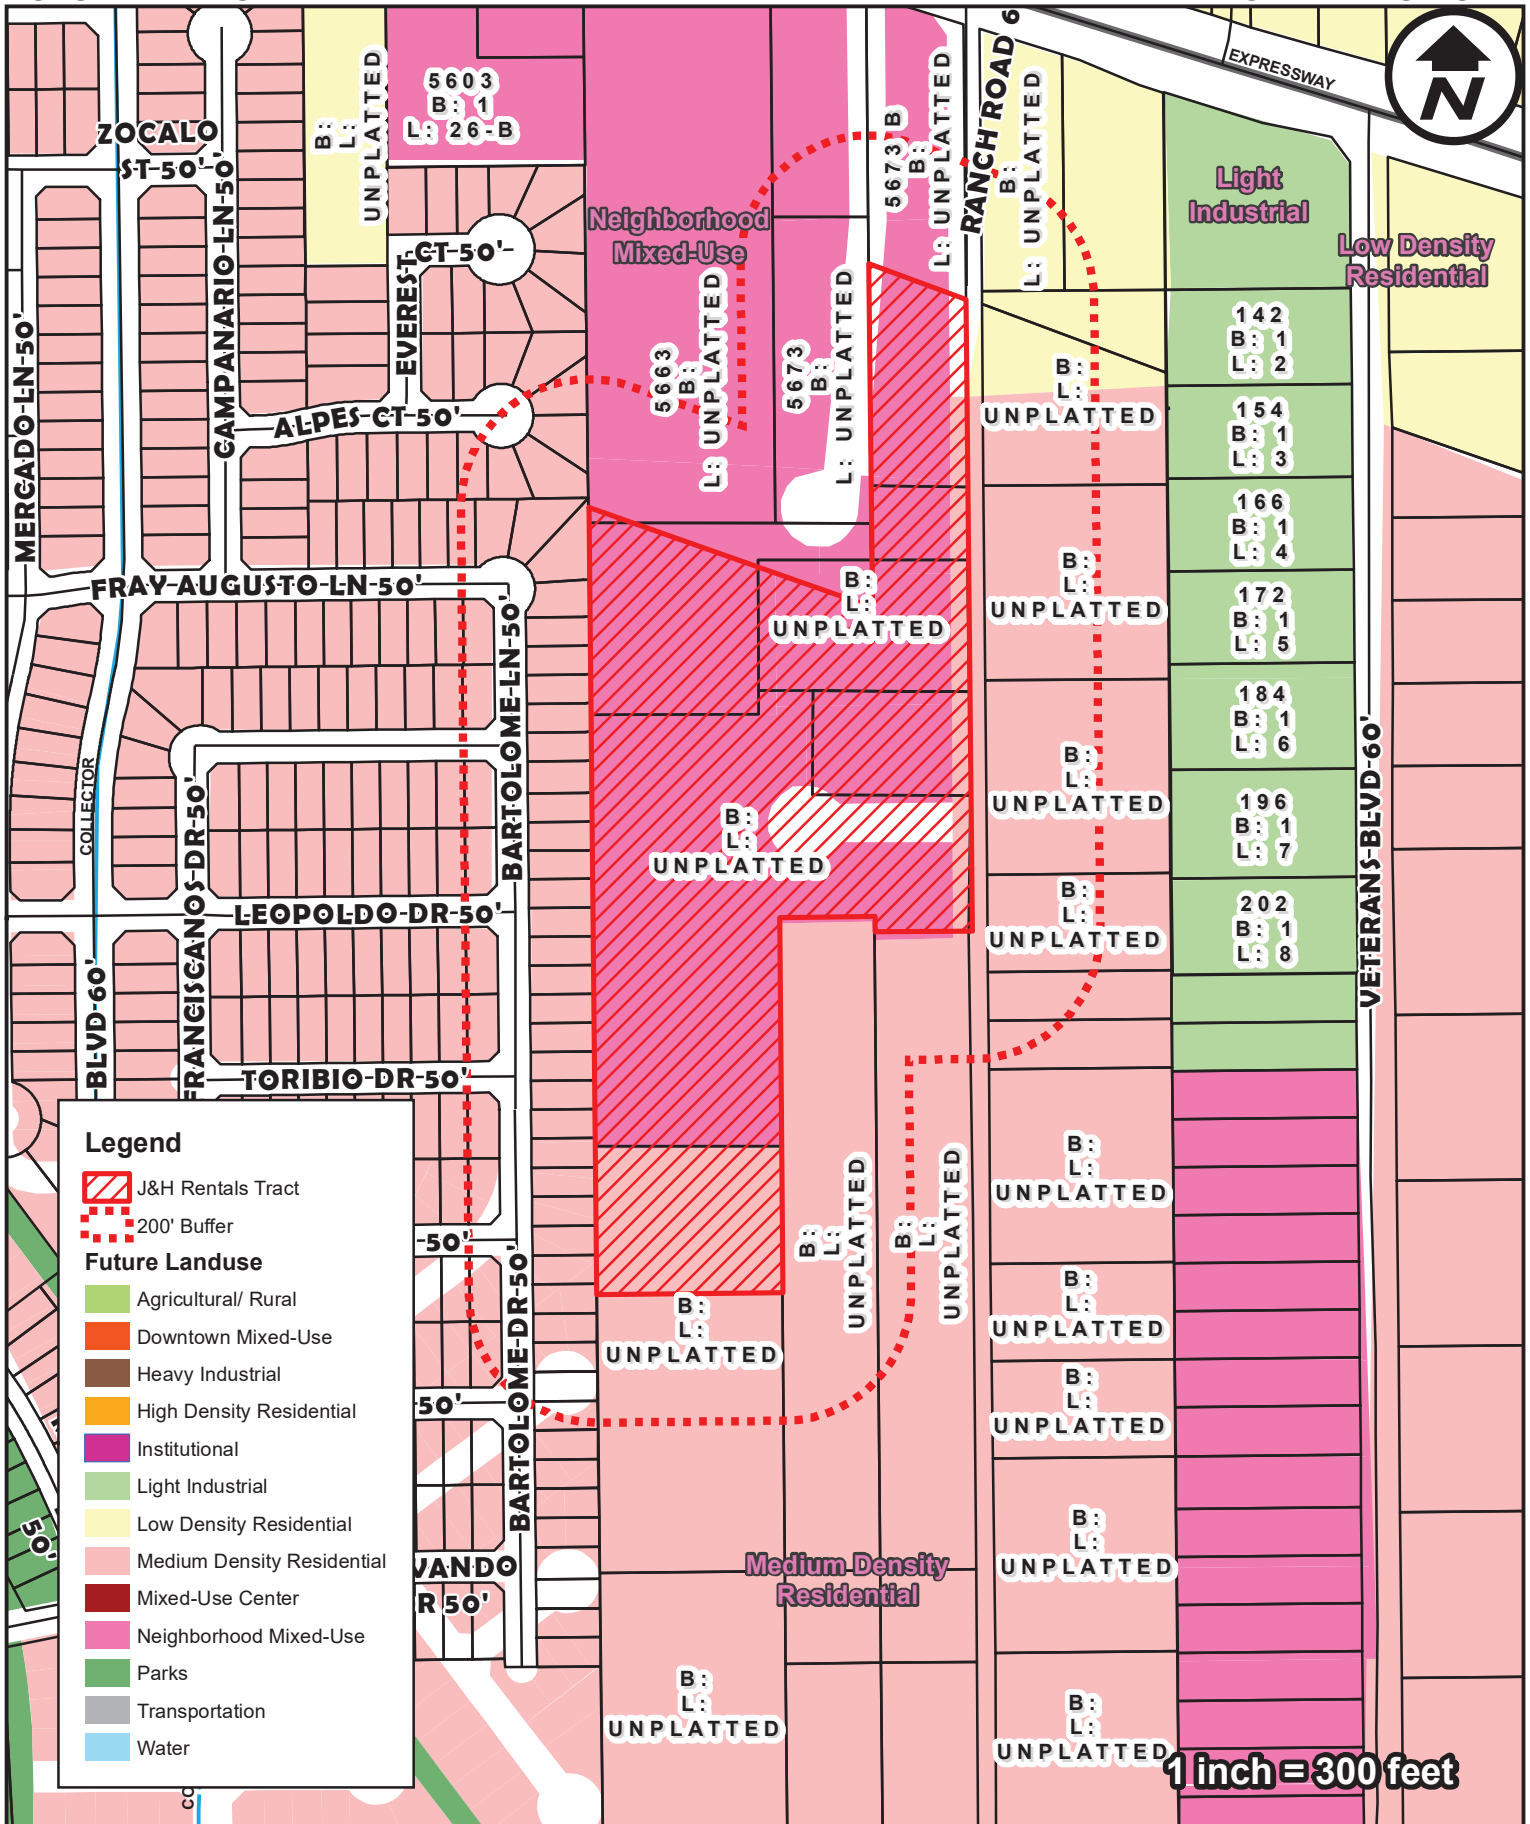 EXPRESSWAY
N
RANCH ROAD 6
ZOCALO
ST-50'
CAMPANARIO-LN-50'
MERCADO-LN-50'
B:
L:
UNPLATTED
5603
B: 1
L: 26-B
EVEREST
CT-50'
ALPES-CT-50'
Neighborhood
Mixed-Use
5663
B:
L: UNPLATTED
5673
B:
L: UNPLATTED
5673 B
B:
L: UNPLATTED
B:
L: UNPLATTED
Light
Industrial
Low Density
Residential
142
B: 1
L: 2
154
B: 1
L: 3
166
B: 1
L: 4
172
B: 1
L: 5
184
B: 1
L: 6
196
B: 1
L: 7
202
B: 1
L: 8
VETERANS-BLVD-60'
B:
L:
UNPLATTED
B:
L:
UNPLATTED
B:
L:
UNPLATTED
B:
L:
UNPLATTED
B:
L:
UNPLATTED
B:
L:
UNPLATTED
FRAY-AUGUSTO-LN-50'
BARTOLOME-LN-50'
COLLECTOR
FRANCISCANOS-DR-50'
LEOPOLDO-DR-50'
BLVD-60'
TORIBIO-DR-50'
-50'
BARTOLOME-DR-50'
50'
VANDO
R 50'
50'
CO
B:
L:
UNPLATTED
B:
L:
UNPLATTED
B:
L:
UNPLATTED
B:
L:
UNPLATTED
B:
L:
UNPLATTED
B:
L:
UNPLATTED
B:
L:
UNPLATTED
Medium Density
Residential
B:
L:
UNPLATTED
B:
L:
UNPLATTED
Legend
J&H Rentals Tract
200' Buffer
Future Landuse
Agricultural/ Rural
Downtown Mixed-Use
Heavy Industrial
High Density Residential
Institutional
Light Industrial
Low Density Residential
Medium Density Residential
Mixed-Use Center
Neighborhood Mixed-Use
Parks
Transportation
Water
1 inch = 300 feet